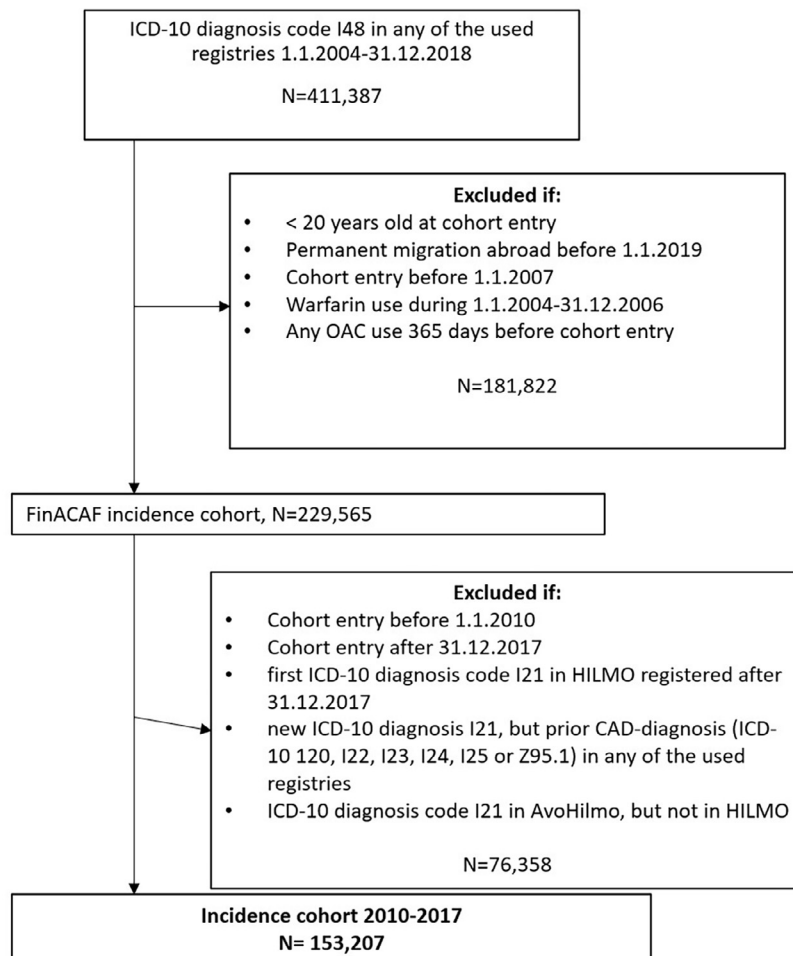 ICD-10 diagnosis code I48 in any of the used
registries 1.1.2004-31.12.2018
N=411,387
Excluded if:
• < 20 years old at cohort entry
• Permanent migration abroad before 1.1.2019
• Cohort entry before 1.1.2007
• Warfarin use during 1.1.2004-31.12.2006
• Any OAC use 365 days before cohort entry
N=181,822
FinACAF incidence cohort, N=229,565
Excluded if:
• Cohort entry before 1.1.2010
• Cohort entry after 31.12.2017
• first ICD-10 diagnosis code I21 in HILMO registered after
31.12.2017
• new ICD-10 diagnosis I21, but prior CAD-diagnosis (ICD-
10 120, I22, I23, I24, I25 or Z95.1) in any of the used
registries
• ICD-10 diagnosis code I21 in AvoHilmo, but not in HILMO
N=76,358
Incidence cohort 2010-2017
N= 153,207